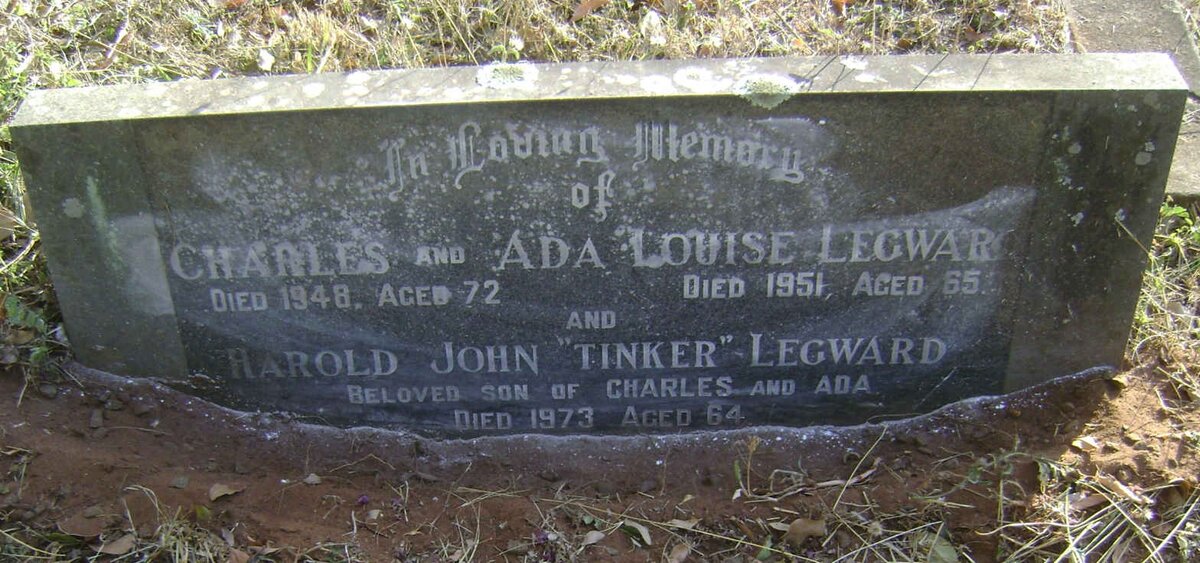 In Loving Memory
of
CHARLES AND ADA LOUISE LEGWARD
DIED 1948. AGED 72 DIED 1951, AGED 65.
AND
HAROLD JOHN "TINKER" LEGWARD
BELOVED SON OF CHARLES AND ADA
DIED 1973 AGED 64